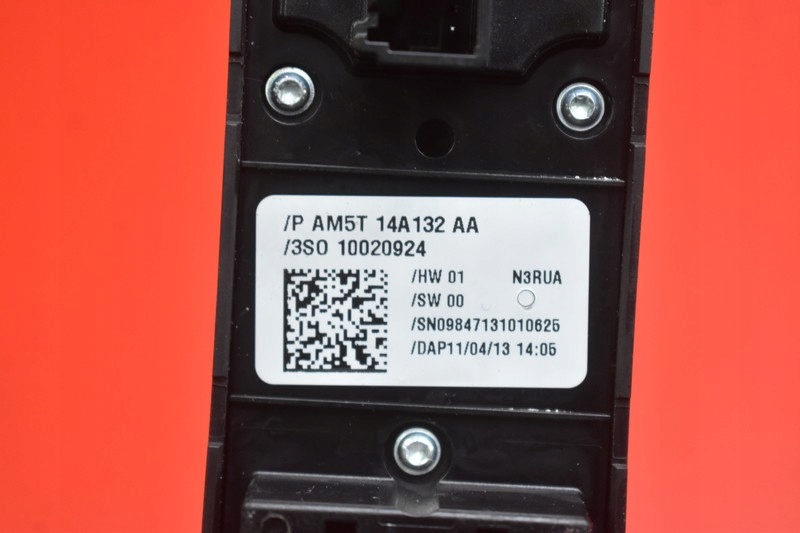 /P AM5T 14A132 AA
/3SO 10020924
/HW 01 N3RUA
/SW 00
/SN09847131010625
/DAP11/04/13 14:05